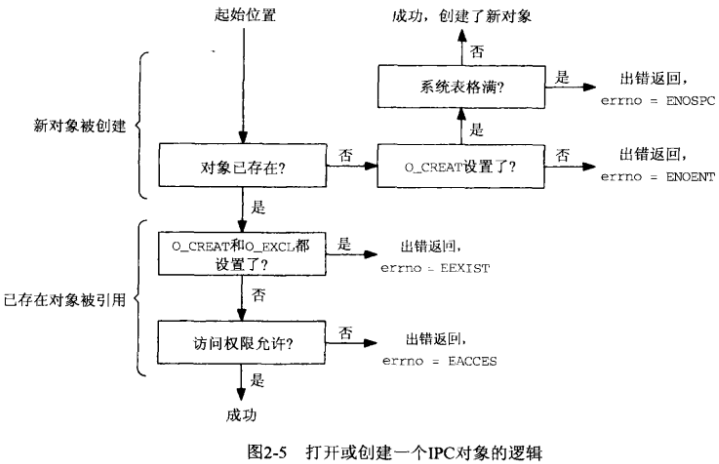 起始位置
成功，创建了新对象
否
系统表格满?
是
出错返回，
errno = ENOSPC
新对象被创建
是
对象已存在?
否
O_CREAT设置了?
否
出错返回，
errno = ENOENT
是
O_CREAT和O_EXCL都
设置了?
是
出错返回，
errno = EEXIST
已存在对象被引用
否
访问权限允许?
否
出错返回，
errno = EACCES
是
成功
图2-5 打开或创建一个IPC对象的逻辑